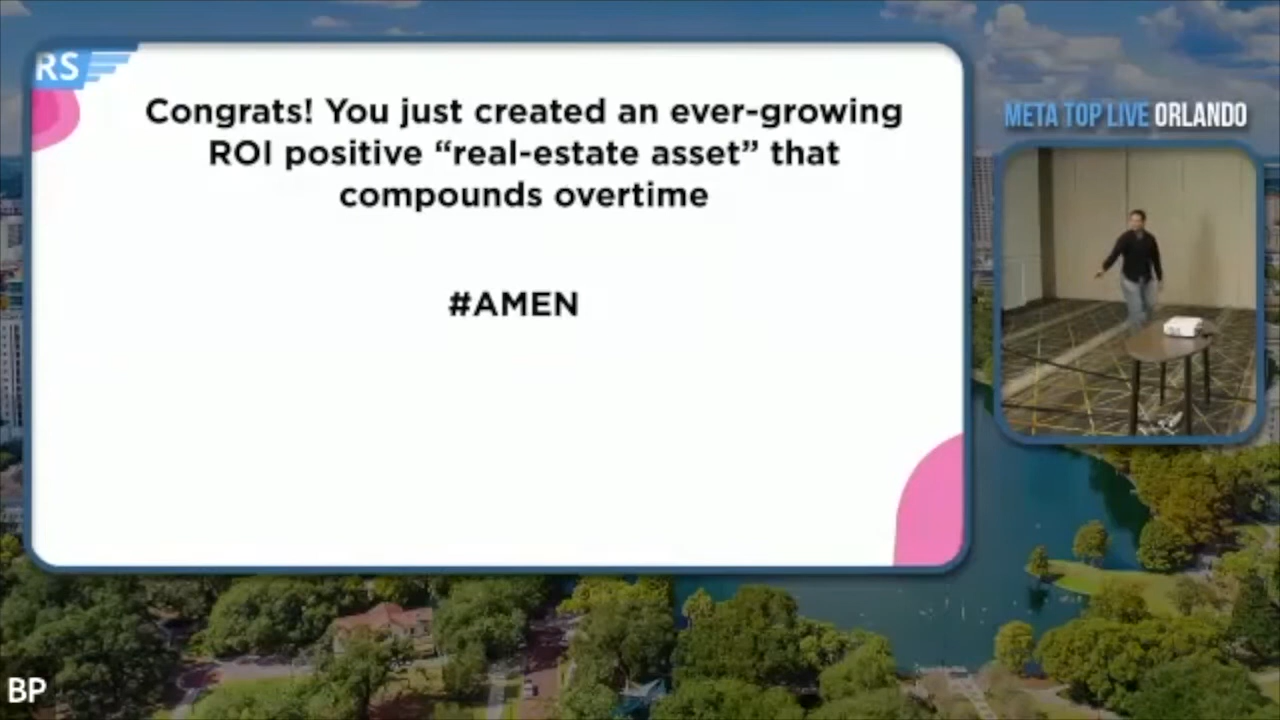 RS
Congrats! You just created an ever-growing
ROI positive “real-estate asset” that
compounds overtime
#AMEN
META TOP LIVE ORLANDO
BP